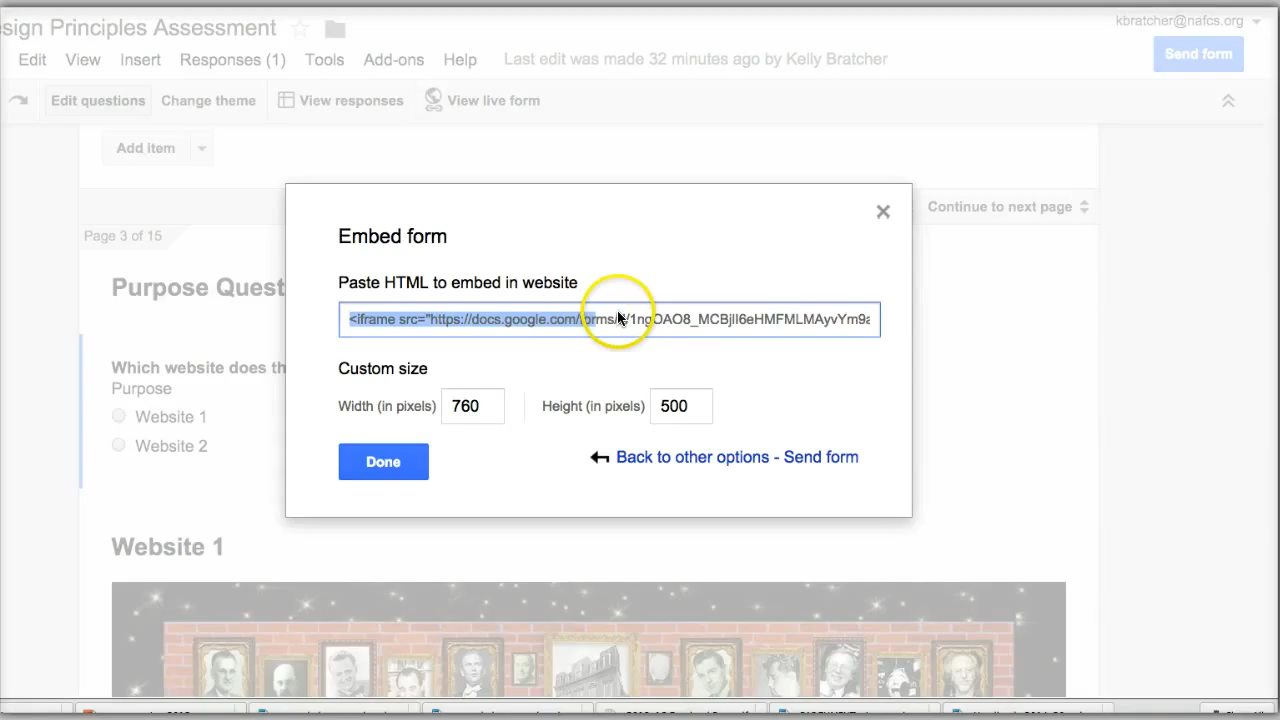 sign Principles Assessment
kbratcher@nafcs.org
Edit View Insert Responses (1) Tools Add-ons Help Last edit was made 32 minutes ago by Kelly Bratcher
Send form
Edit questions Change theme View responses View live form
Add item
Continue to next page
Page 3 of 15
Embed form
Paste HTML to embed in website
Purpose Quest
<iframe src="https://docs.google.com/forms/
Which website does th
Custom size
Purpose
Width (in pixels) 760 Height (in pixels) 500
Website 1
Website 2
Done
Back to other options - Send form
Website 1